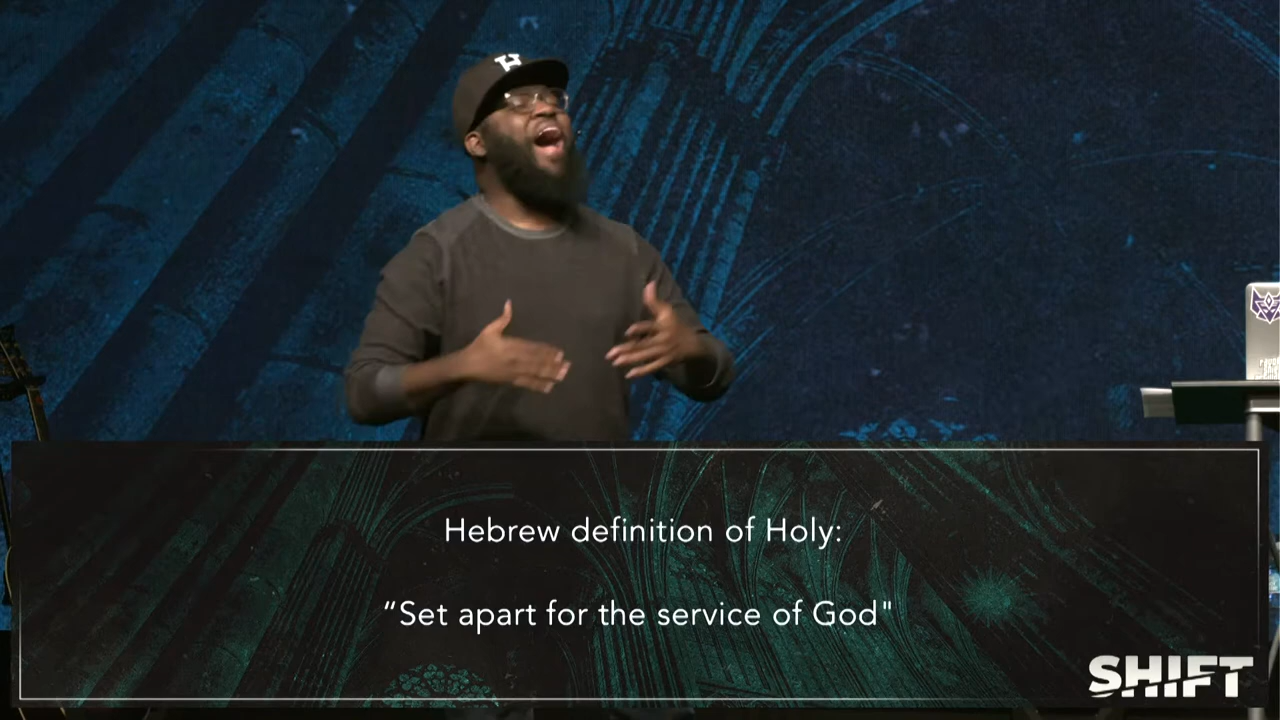 H
Hebrew definition of Holy:
“Set apart for the service of God"
SHIFT